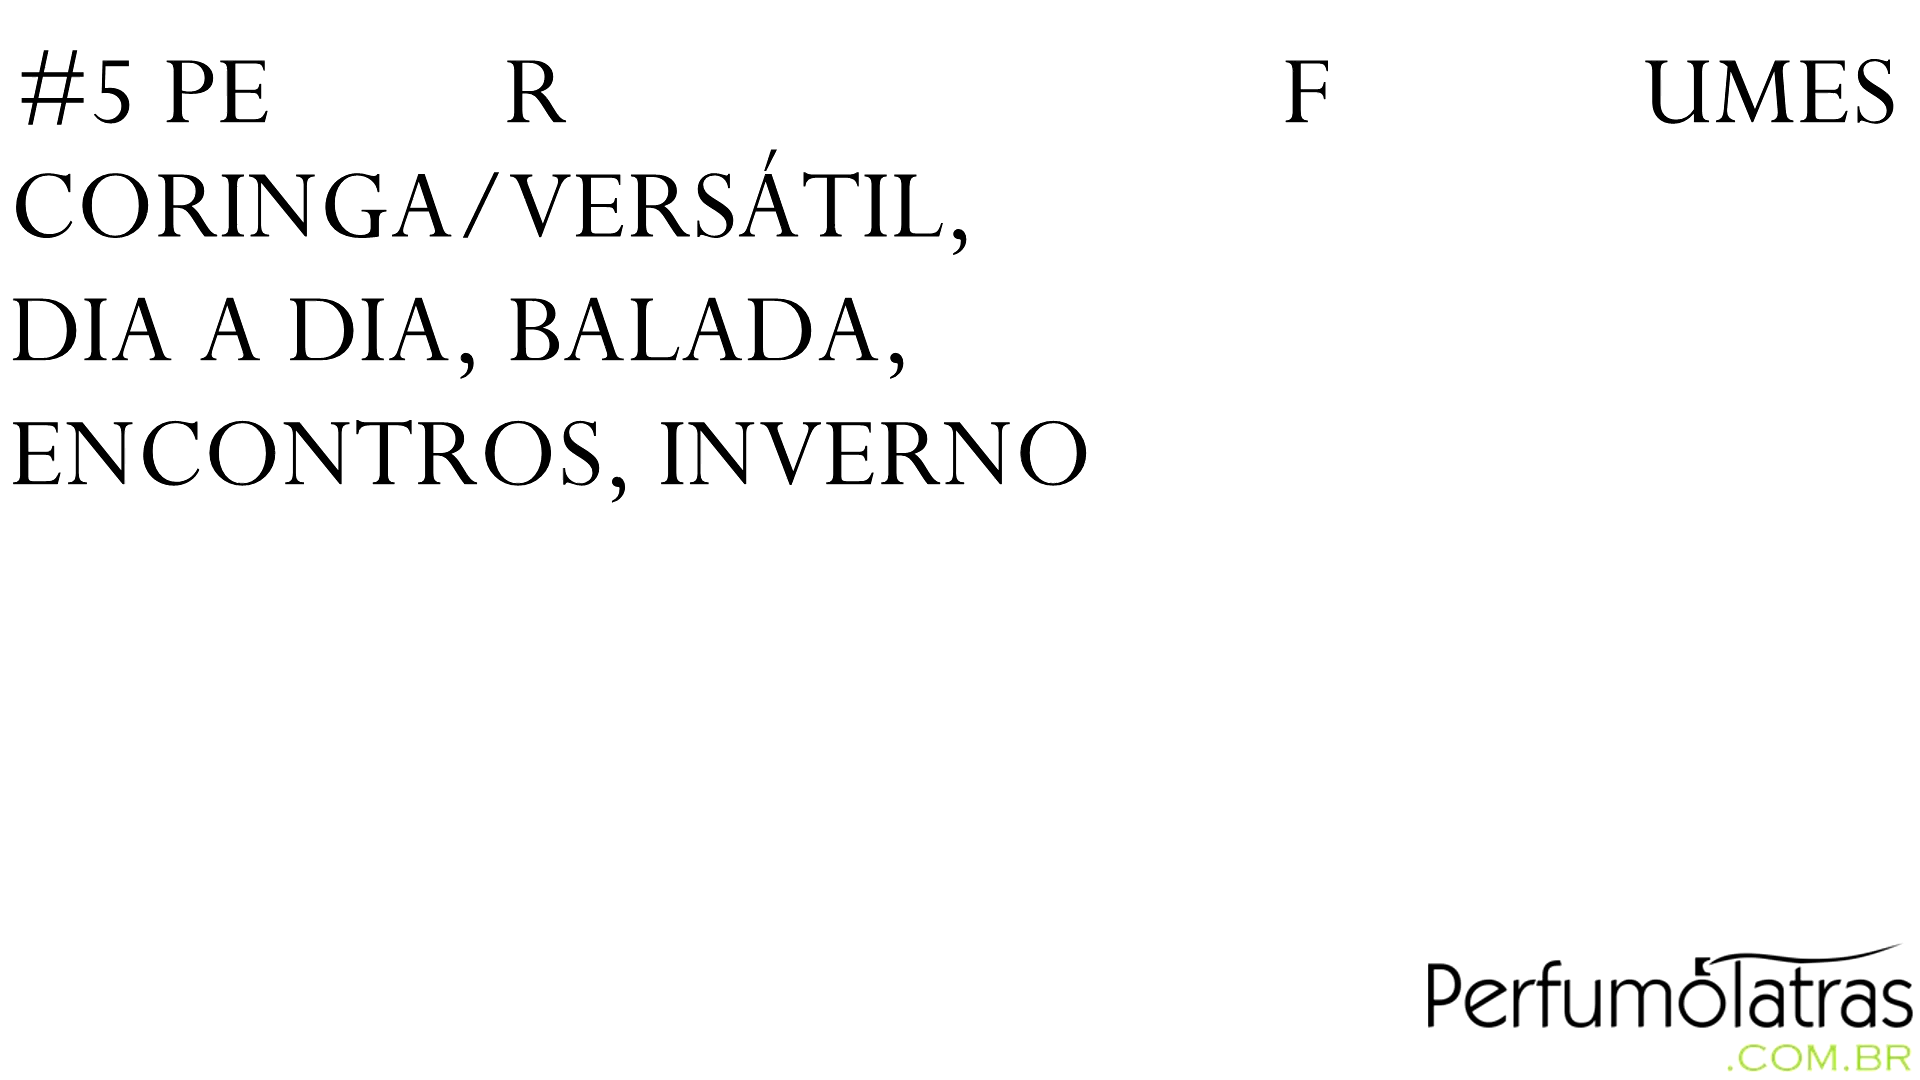 #5 PE R F UMES
CORINGA/VERSÁTIL,
DIA A DIA, BALADA,
ENCONTROS, INVERNO
Perfumólatras
.COM.BR